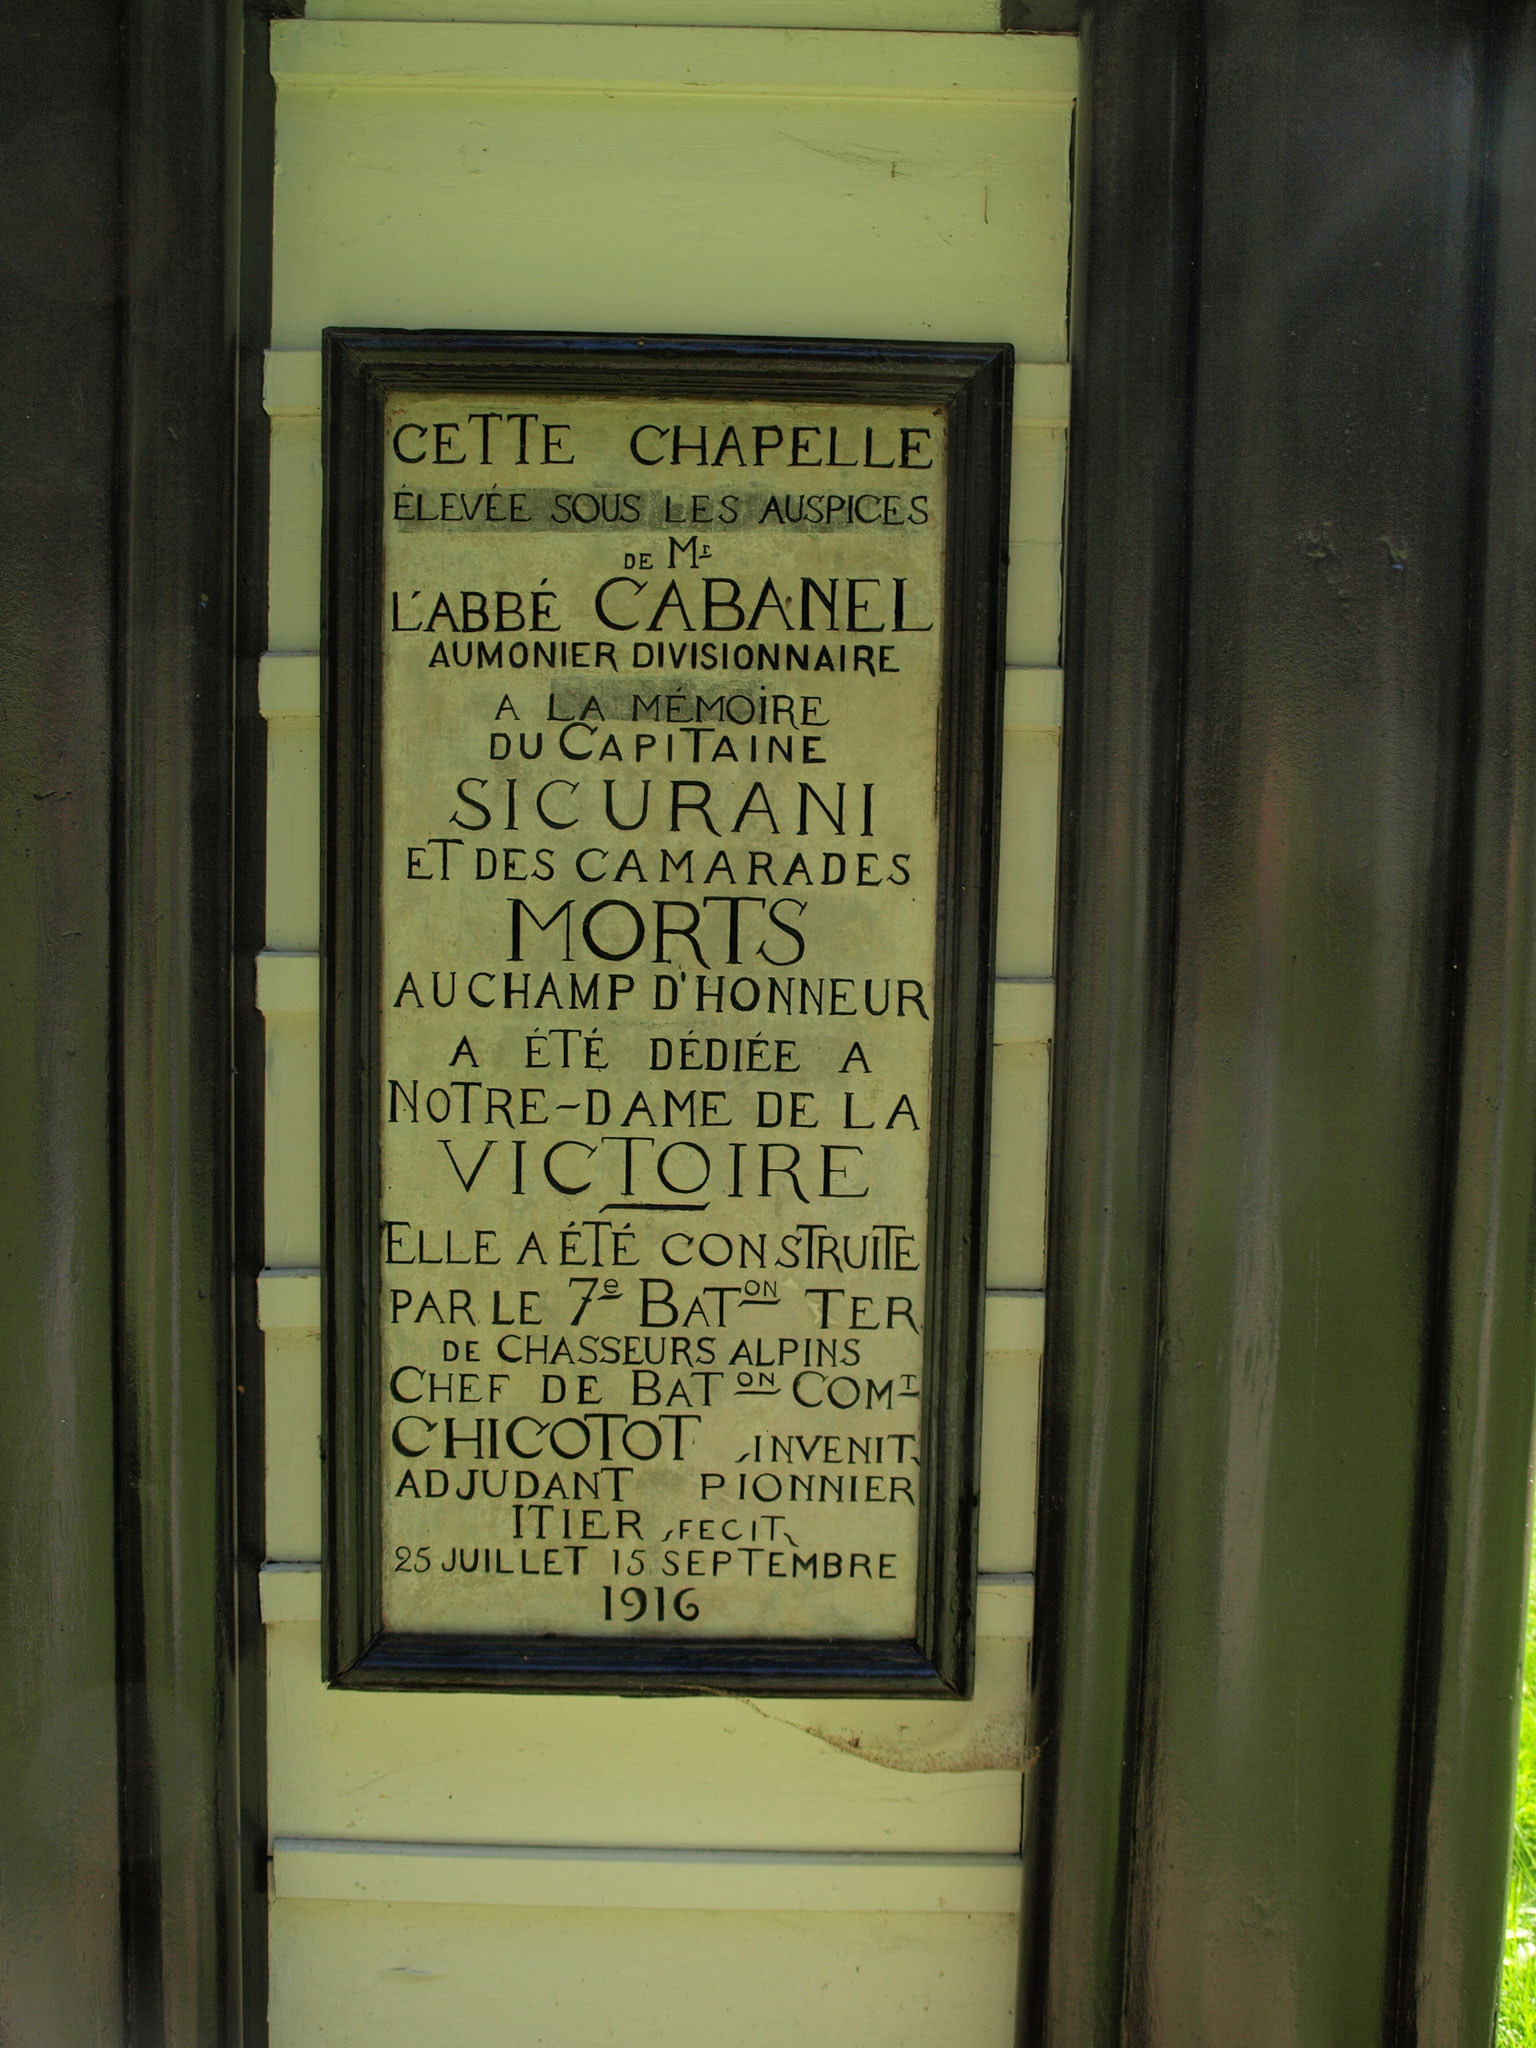 CETTE CHAPELLE
ÉLEVÉE SOUS LES AUSPICES
DE Mr
L'ABBÉ CABANEL
AUMONIER DIVISIONNAIRE
A LA MÉMOIRE
DU CAPITAINE
SICURANI
ET DES CAMARADES
MORTS
AU CHAMP D'HONNEUR
A ÉTÉ DÉDIÉE A
NOTRE-DAME DE LA
VICTOIRE
ELLE A ÉTÉ CONSTRUITE
PAR LE 7e BATON TER
DE CHASSEURS ALPINS
CHEF DE BATON COMT
CHICOTOT INVENIT
ADJUDANT PIONNIER
ITIER FECIT
25 JUILLET 15 SEPTEMBRE
1916